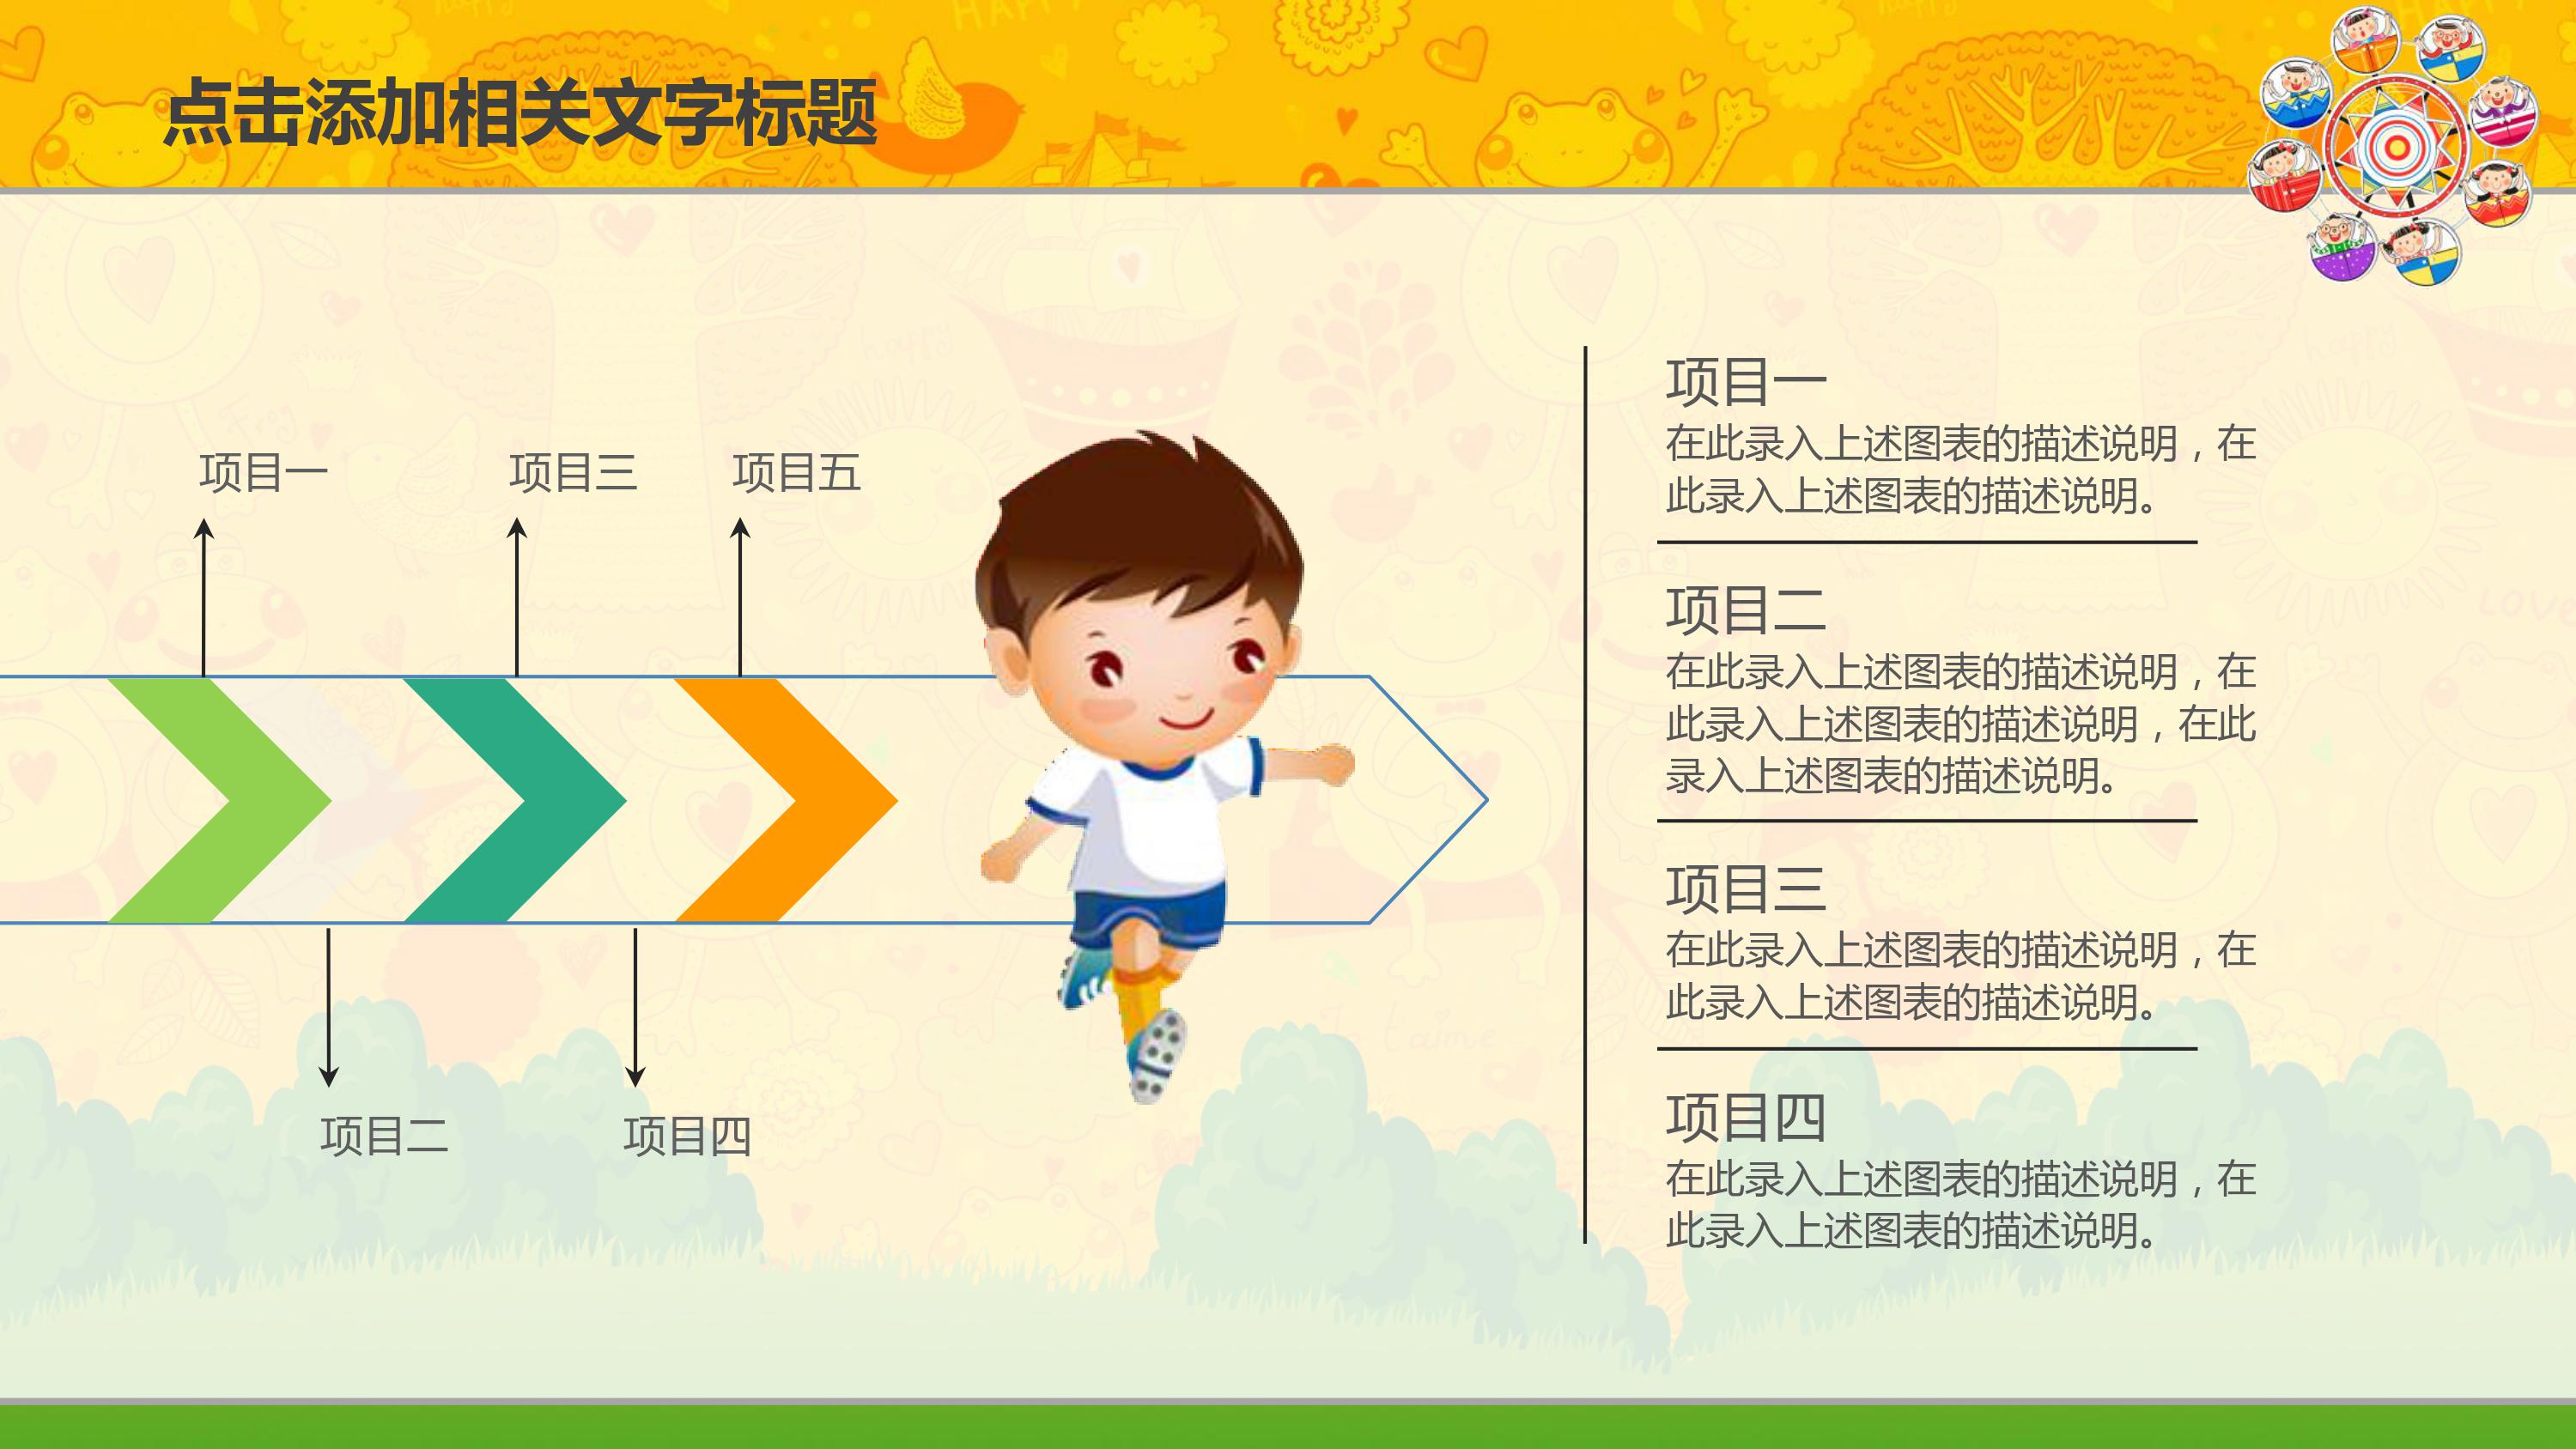 点击添加相关文字标题
项目一
项目三
项目五
项目二
项目四
项目一
在此录入上述图表的描述说明，在
此录入上述图表的描述说明。
项目二
在此录入上述图表的描述说明，在
此录入上述图表的描述说明，在此
录入上述图表的描述说明。
项目三
在此录入上述图表的描述说明，在
此录入上述图表的描述说明。
项目四
在此录入上述图表的描述说明，在
此录入上述图表的描述说明。